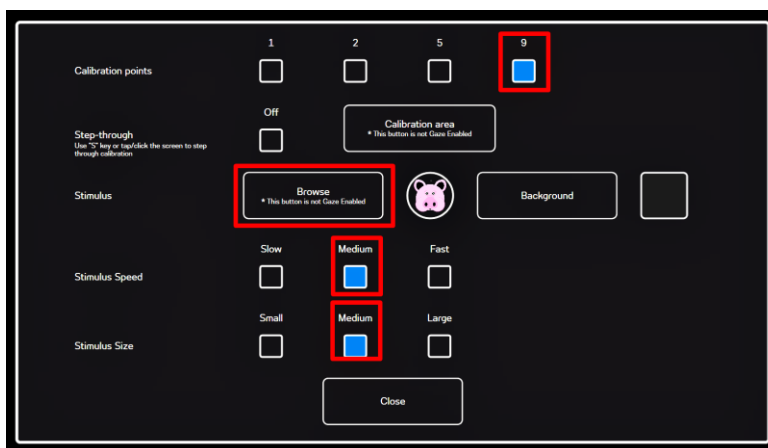 1 2 5 9
Calibration points
Off
Calibration area
* This button is not Gaze Enabled
Step-through
Use "S" key or tap/click the screen to step
through calibration
Stimulus
Browse
* This button is not Gaze Enabled
Background
Slow Medium Fast
Stimulus Speed
Small Medium Large
Stimulus Size
Close